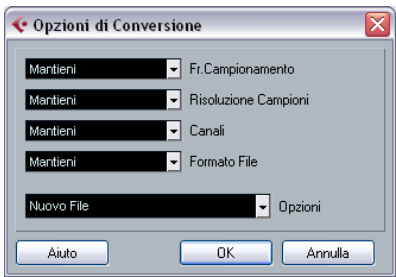 Opzioni di Conversione
Mantieni Fr.Campionamento
Mantieni Risoluzione Campioni
Mantieni Canali
Mantieni Formato File
Nuovo File Opzioni
Aiuto OK Annulla